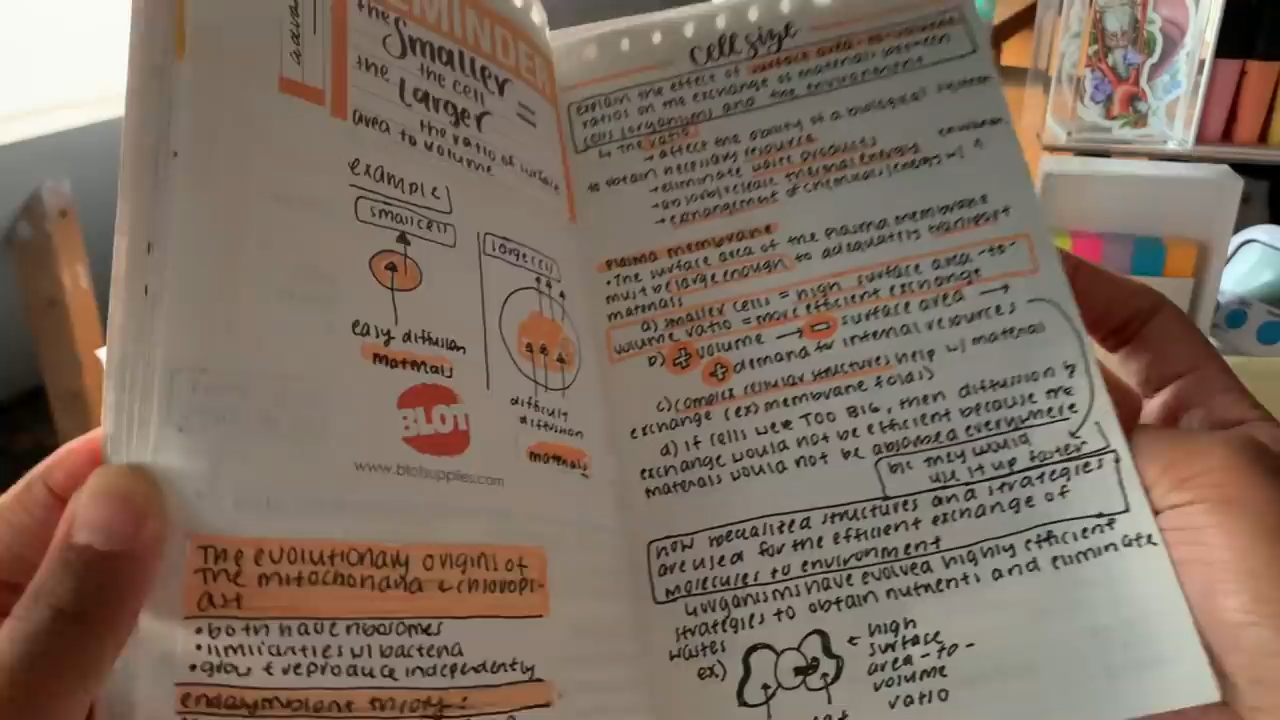 REMINDER
the
Smaller
the cell =
the Larger
the ratio of surface
area to volume
example
small cell
easy diffusion
materials
large cell
difficult
diffusion
materials
BLOT
www.blotsupplies.com
The evolutionary origins of
the mitochondria & chloropl-
ast
• both have ribosomes
• similarities w/ bacteria
• grow & reproduce independently
endosymbiont theory:
cell size
explain the effect of surface area-to-volume
ratios on the exchange of materials between
cells (organism) and the environment
↳ The ratio
→ affect the ability of a biological system
to obtain necessary resource
→ eliminate waste products
→ absorb/release thermal energy
→ exchangement of chemicals/energy w/ environ.
plasma membrane
• The surface area of the plasma membrane
must be large enough to adequately transport
materials
a) smaller cells = high surface area-to-
volume ratio = more efficient exchange
b) + volume → - surface area →
+ demand for internal resources
c) complex cellular structures help w/ material
exchange (ex) membrane folds)
d) If cells were TOO BIG, then diffusion &
exchange would not be efficient because the
materials would not be absorbed everywhere
bc they would
use it up faster
how specialized structures and strategies
are used for the efficient exchange of
molecules to environment
↳ organisms have evolved highly efficient
strategies to obtain nutrients and eliminate
wastes
ex)
← high
surface
area-to-
volume
ratio